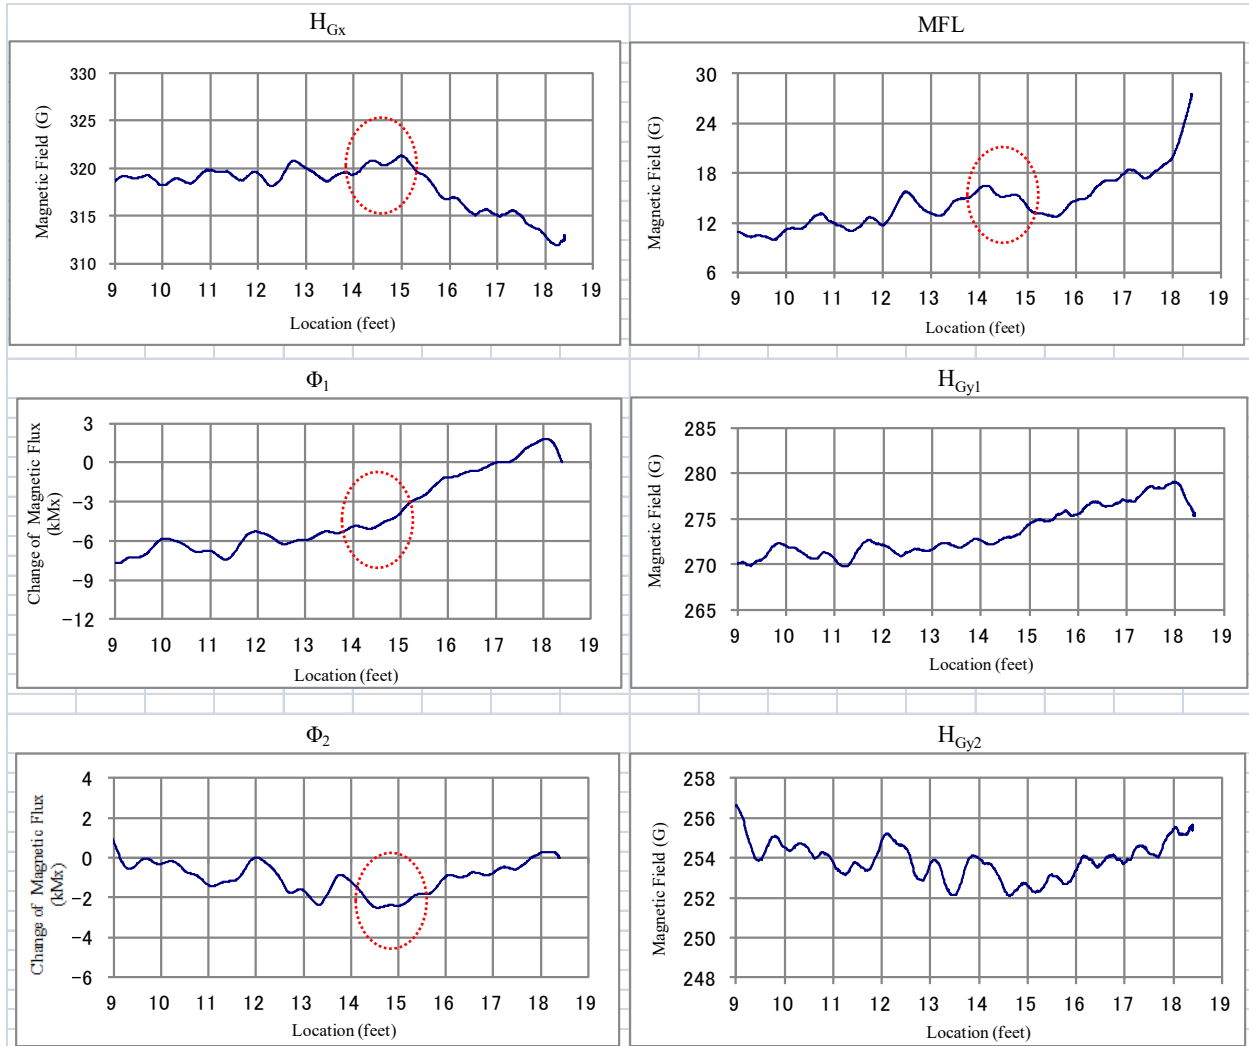 H_Gx
330
325
320
315
310
Magnetic Field (G)
9 10 11 12 13 14 15 16 17 18 19
Location (feet)
MFL
30
24
18
12
6
Magnetic Field (G)
9 10 11 12 13 14 15 16 17 18 19
Location (feet)
Φ₁
3
0
−3
−6
−9
−12
Change of Magnetic Flux
(kMx)
9 10 11 12 13 14 15 16 17 18 19
Location (feet)
H_Gy1
285
280
275
270
265
Magnetic Field (G)
9 10 11 12 13 14 15 16 17 18 19
Location (feet)
Φ₂
4
2
0
−2
−4
−6
Change of Magnetic Flux
(kMx)
9 10 11 12 13 14 15 16 17 18 19
Location (feet)
H_Gy2
258
256
254
252
250
248
Magnetic Field (G)
9 10 11 12 13 14 15 16 17 18 19
Location (feet)